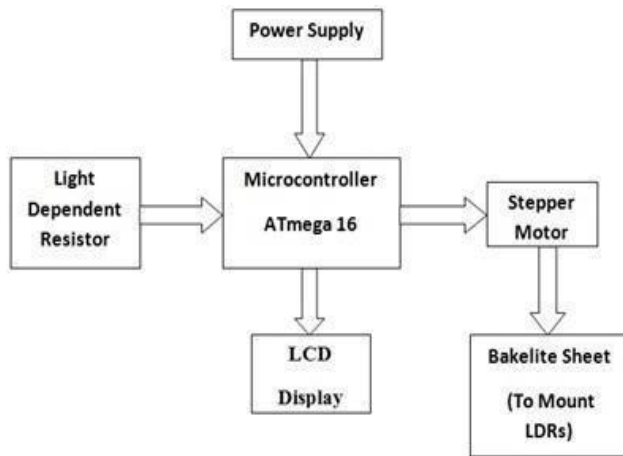 Power Supply
Light
Dependent
Resistor
Microcontroller
ATmega 16
Stepper
Motor
LCD
Display
Bakelite Sheet
(To Mount
LDRs)